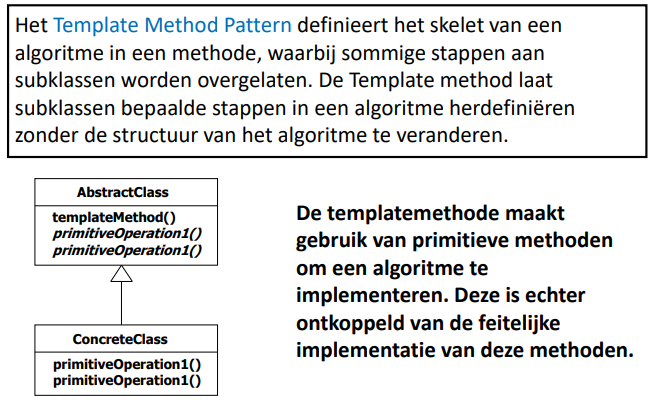 Het Template Method Pattern definieert het skelet van een
algoritme in een methode, waarbij sommige stappen aan
subklassen worden overgelaten. De Template method laat
subklassen bepaalde stappen in een algoritme herdefiniëren
zonder de structuur van het algoritme te veranderen.
AbstractClass
templateMethod()
primitiveOperation1()
primitiveOperation1()
ConcreteClass
primitiveOperation1()
primitiveOperation1()
De templatemethode maakt
gebruik van primitieve methoden
om een algoritme te
implementeren. Deze is echter
ontkoppeld van de feitelijke
implementatie van deze methoden.